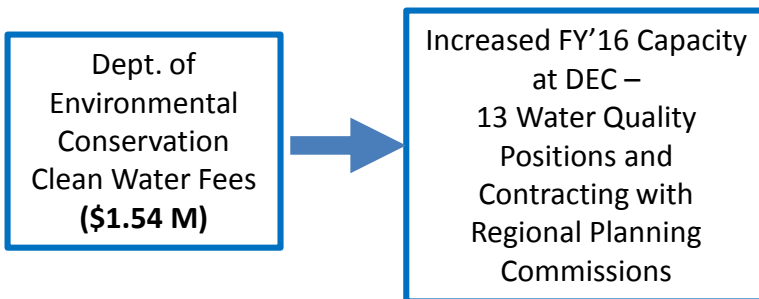 Dept. of
Environmental
Conservation
Clean Water Fees
($1.54 M)
Increased FY’16 Capacity
at DEC –
13 Water Quality
Positions and
Contracting with
Regional Planning
Commissions